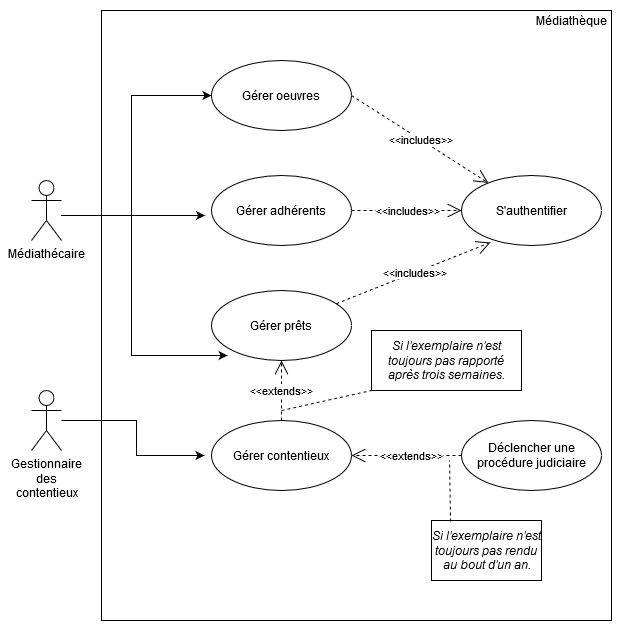 Médiathèque
Gérer oeuvres
<<includes>>
Gérer adhérents
<<includes>>
S'authentifier
Médiathécaire
<<includes>>
Gérer prêts
Si l'exemplaire n'est
toujours pas rapporté
après trois semaines.
<<extends>>
Gestionnaire
des
contentieux
Gérer contentieux
<<extends>>
Déclencher une
procédure judiciaire
Si l'exemplaire n'est
toujours pas rendu
au bout d'un an.